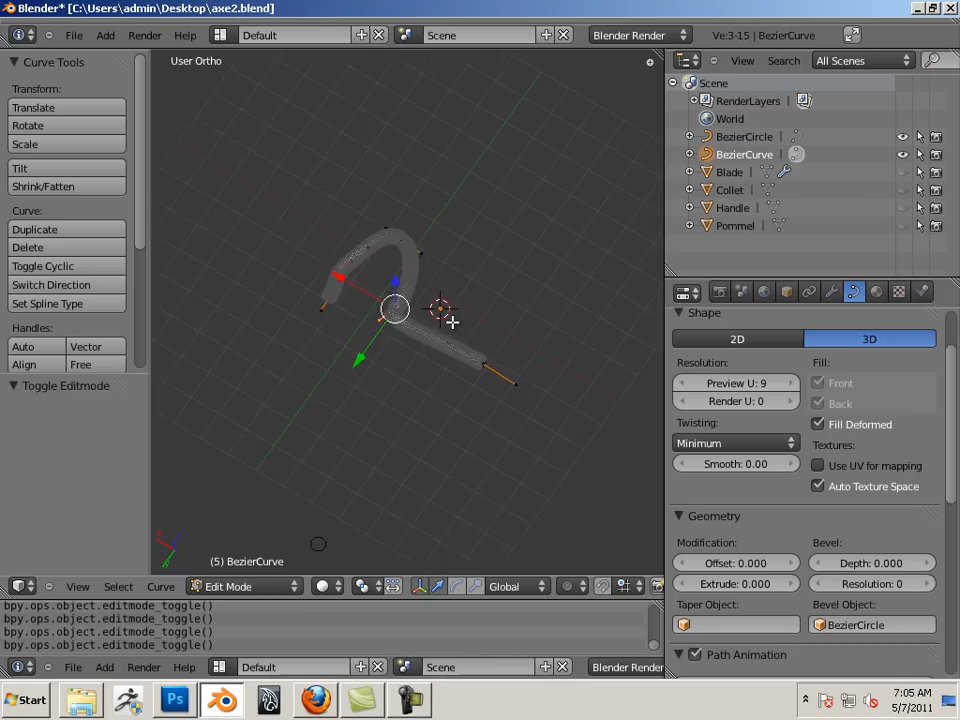 Blender* [C:\Users\admin\Desktop\axe2.blend]
File Add Render Help Default Scene Blender Render Ve:3-15 | BezierCurve
Curve Tools
Transform:
Translate
Rotate
Scale
Tilt
Shrink/Fatten
Curve:
Duplicate
Delete
Toggle Cyclic
Switch Direction
Set Spline Type
Handles:
Auto Vector
Align Free
Toggle Editmode
User Ortho
(5) BezierCurve
View Select Curve Edit Mode Global
bpy.ops.object.editmode_toggle()
bpy.ops.object.editmode_toggle()
bpy.ops.object.editmode_toggle()
bpy.ops.object.editmode_toggle()
File Add Render Help Default Scene Blender Render
View Search All Scenes
Scene
RenderLayers |
World
BezierCircle |
BezierCurve |
Blade |
Collet |
Handle |
Pommel |
Shape
2D 3D
Resolution: Fill:
Preview U: 9 Front
Render U: 0 Back
Twisting: Fill Deformed
Minimum Textures:
Smooth: 0.00 Use UV for mapping
Auto Texture Space
Geometry
Modification: Bevel:
Offset: 0.000 Depth: 0.000
Extrude: 0.000 Resolution: 0
Taper Object: Bevel Object:
BezierCircle
Path Animation
Start
Ps
7:05 AM
5/7/2011